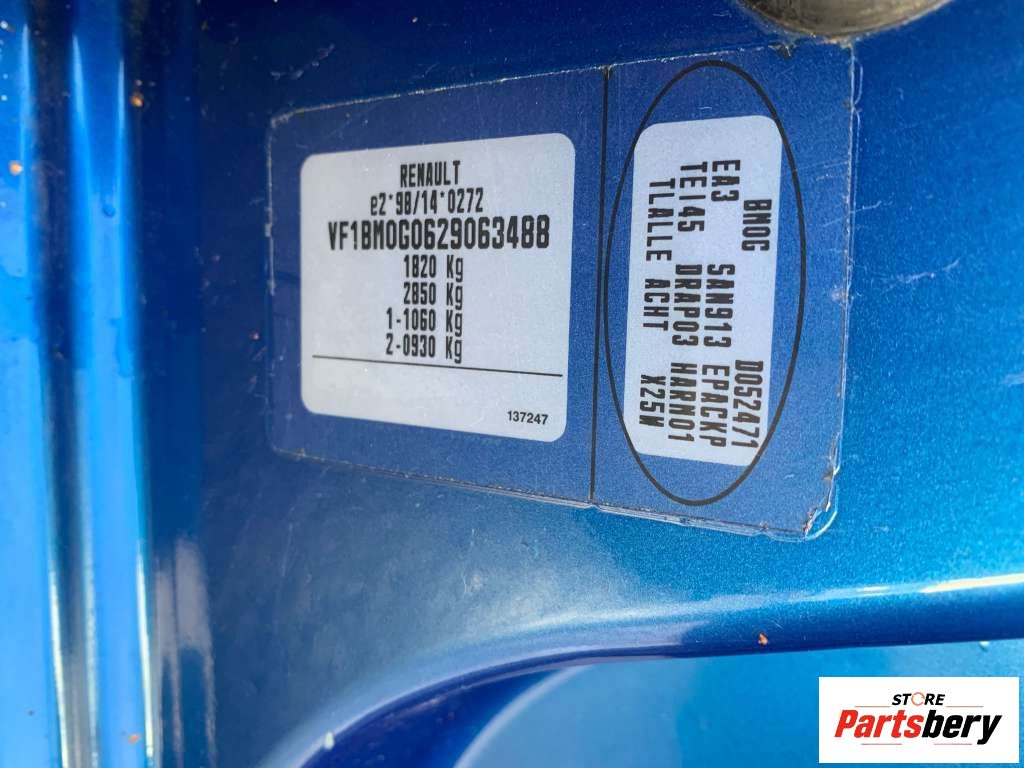 RENAULT
e2*98/14*0272
VF1BM0G0629063488
1820 Kg
2850 Kg
1-1060 Kg
2-0930 Kg
137247
BM0G D052471
EA3 SAN913 EPACKP
TEI45 DRAP03 HARN01
TLALLE ACHT X25W
STORE
Partsbery